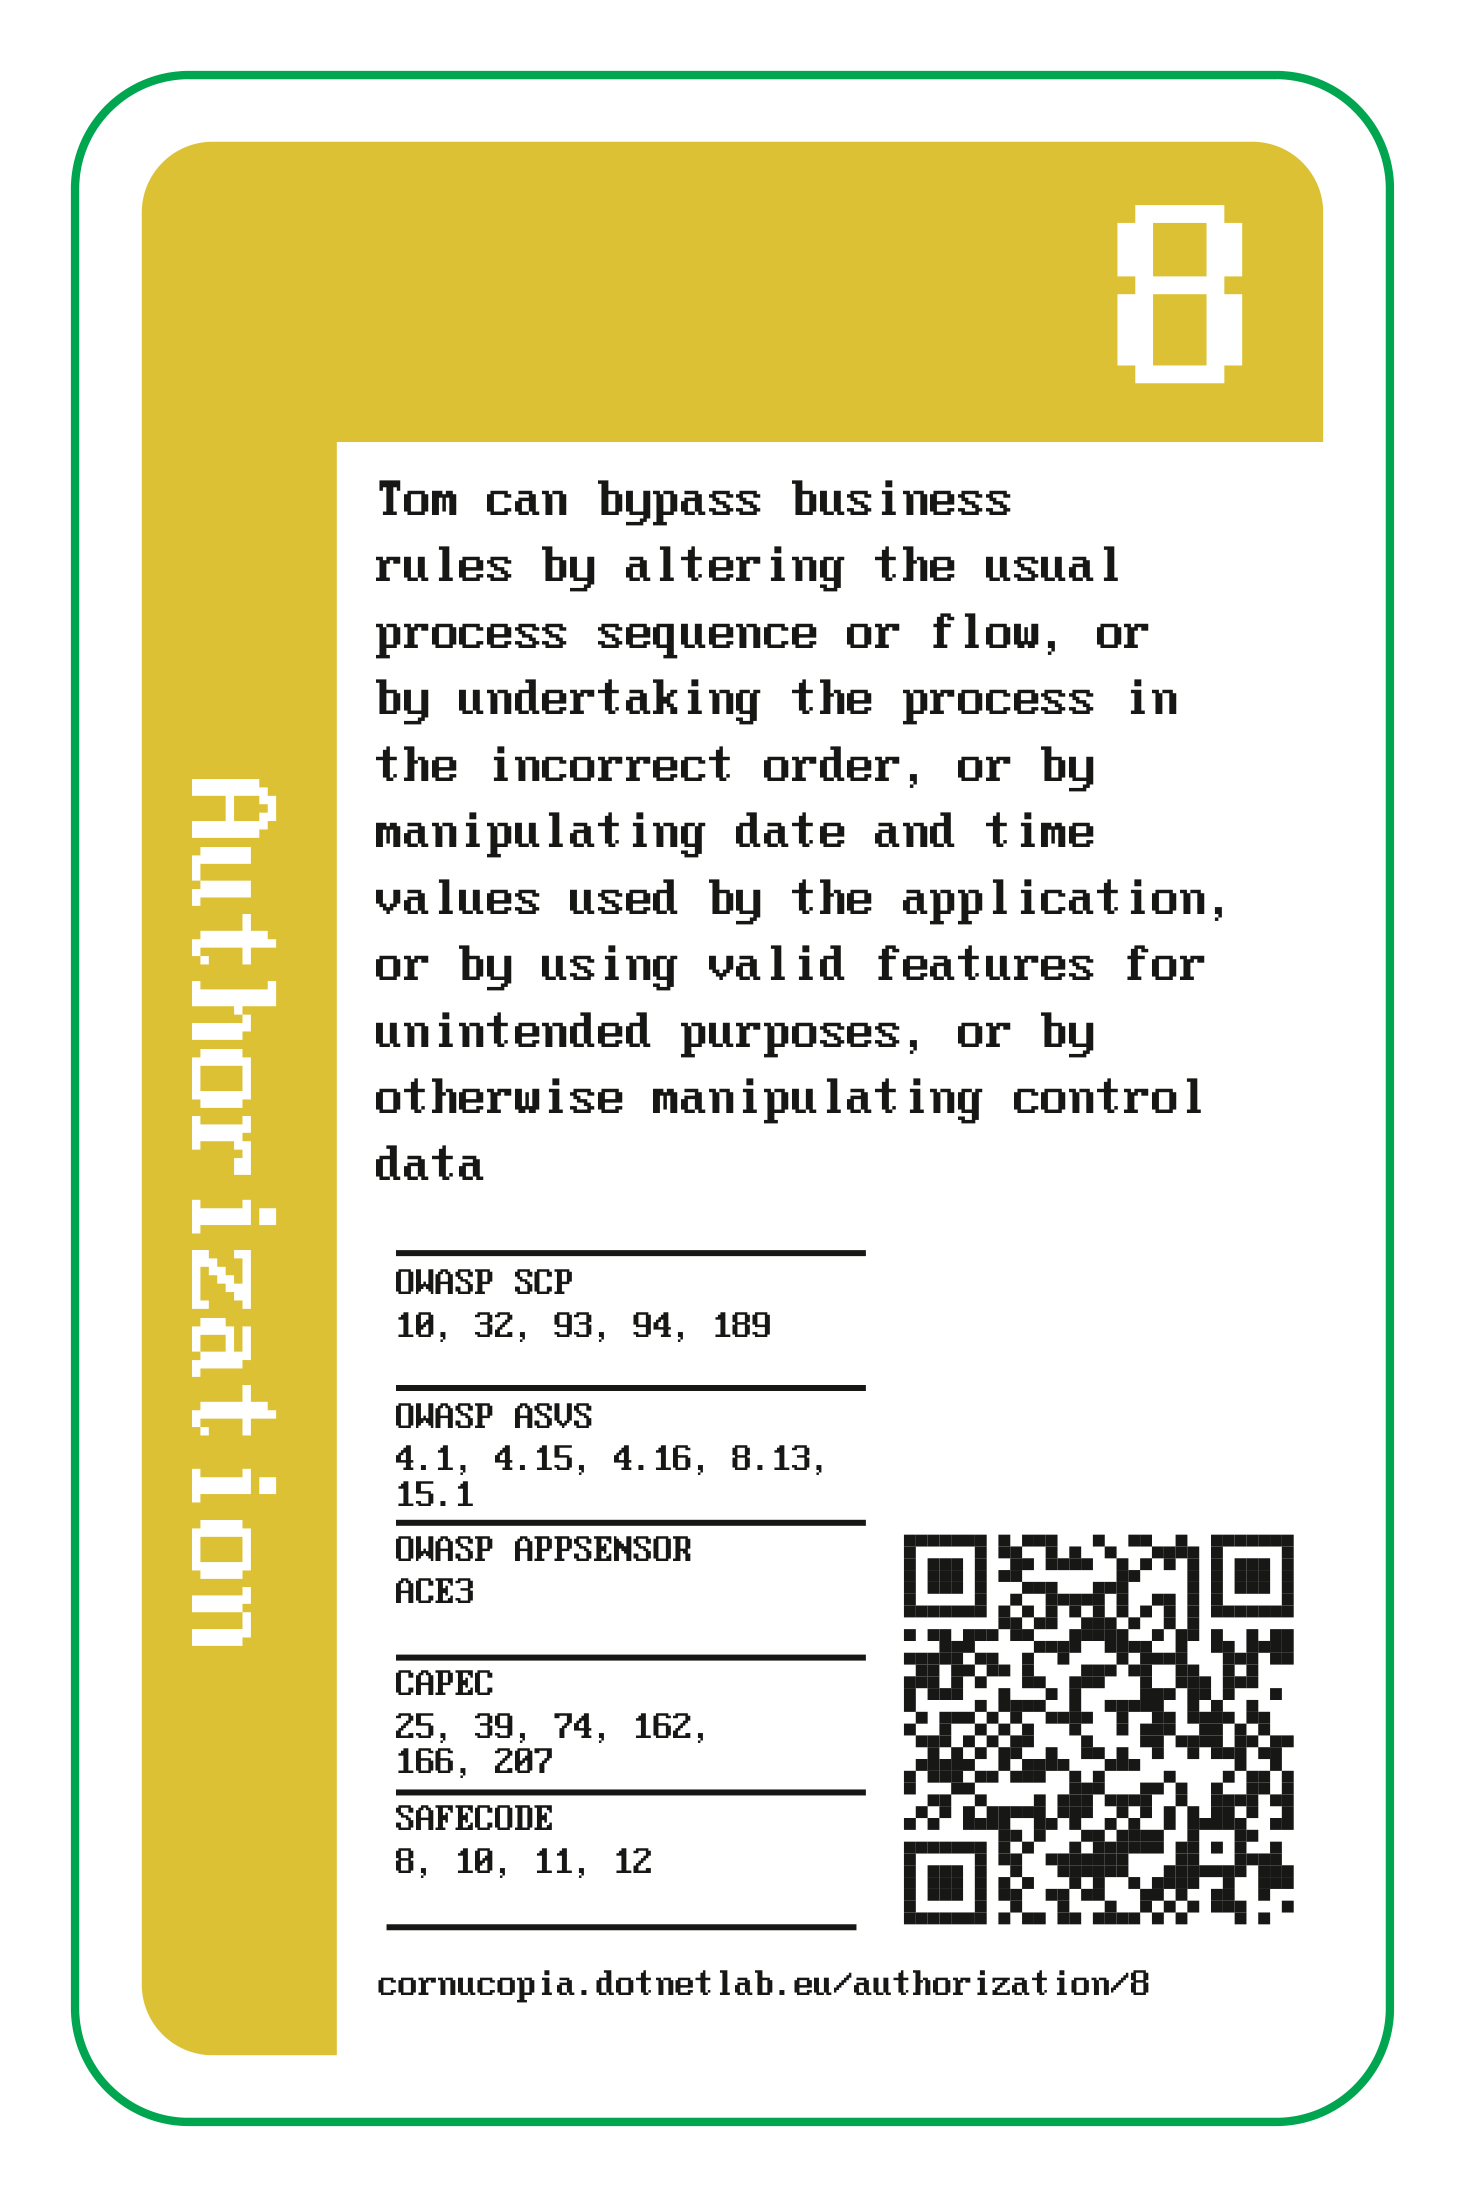 8
Authorization
Tom can bypass business
rules by altering the usual
process sequence or flow, or
by undertaking the process in
the incorrect order, or by
manipulating date and time
values used by the application,
or by using valid features for
unintended purposes, or by
otherwise manipulating control
data
OWASP SCP
10, 32, 93, 94, 189
OWASP ASVS
4.1, 4.15, 4.16, 8.13,
15.1
OWASP APPSENSOR
ACE3
CAPEC
25, 39, 74, 162,
166, 207
SAFECODE
8, 10, 11, 12
cornucopia.dotnetlab.eu/authorization/8